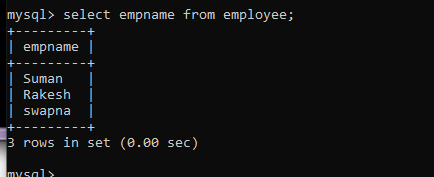 mysql> select empname from employee;
+---------+
| empname |
+---------+
| Suman   |
| Rakesh  |
| swapna  |
+---------+
3 rows in set (0.00 sec)
mysql>